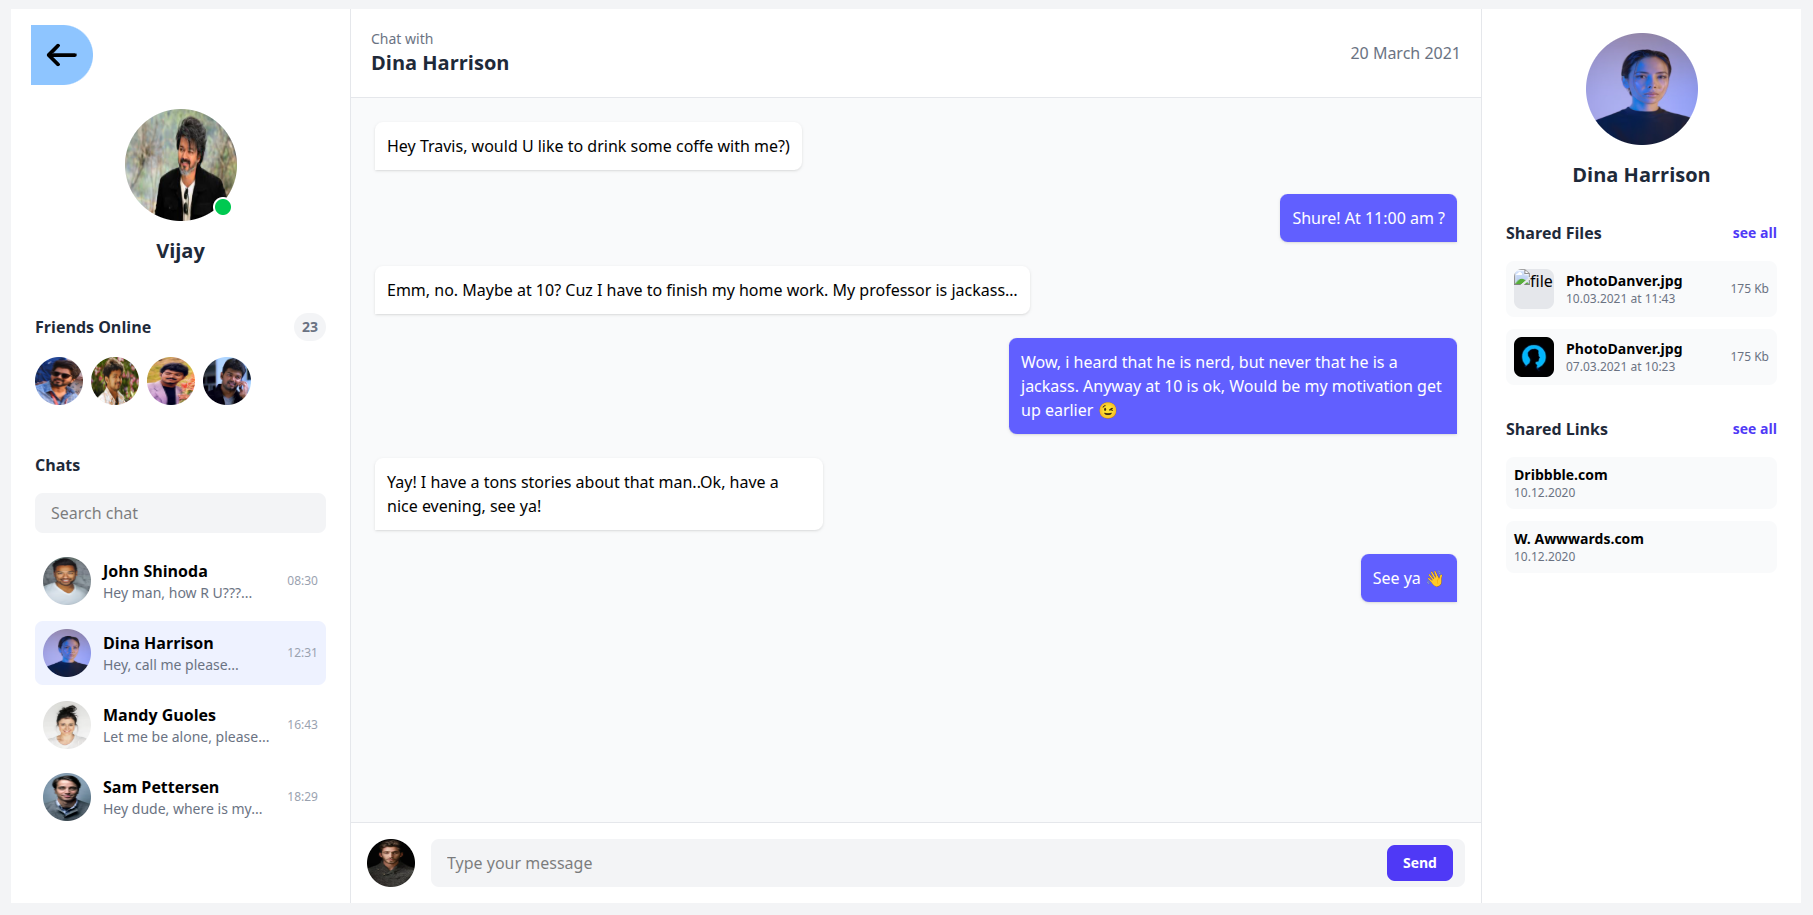 Vijay
Friends Online
23
Chats
Search chat
John Shinoda
Hey man, how R U???...
08:30
Dina Harrison
Hey, call me please...
12:31
Mandy Guoles
Let me be alone, please...
16:43
Sam Pettersen
Hey dude, where is my...
18:29
Chat with
Dina Harrison
20 March 2021
Hey Travis, would U like to drink some coffe with me?)
Shure! At 11:00 am ?
Emm, no. Maybe at 10? Cuz I have to finish my home work. My professor is jackass...
Wow, i heard that he is nerd, but never that he is a
jackass. Anyway at 10 is ok, Would be my motivation get
up earlier 😉
Yay! I have a tons stories about that man..Ok, have a
nice evening, see ya!
See ya 👋
Type your message
Send
Dina Harrison
Shared Files
see all
file
PhotoDanver.jpg
10.03.2021 at 11:43
175 Kb
PhotoDanver.jpg
07.03.2021 at 10:23
175 Kb
Shared Links
see all
Dribbble.com
10.12.2020
W. Awwwards.com
10.12.2020